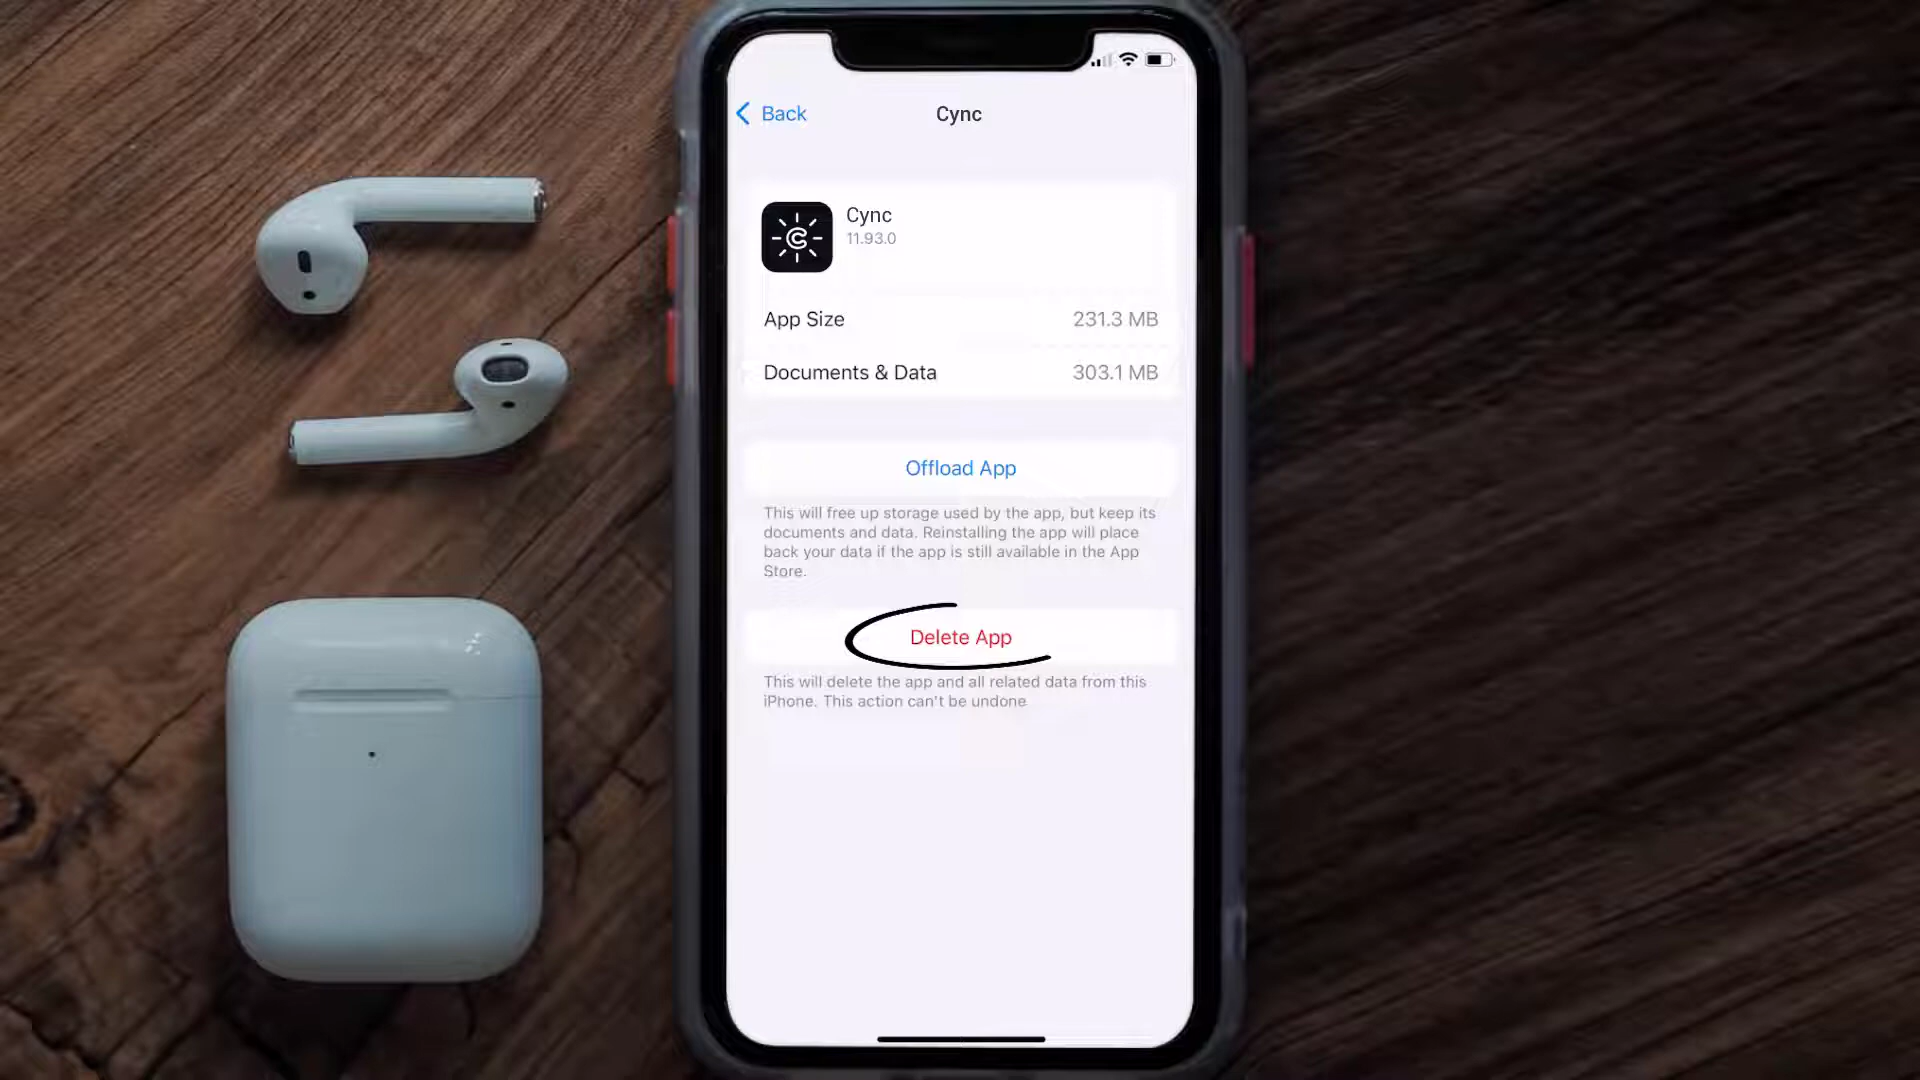 Back
Cync
Cync
11.93.0
App Size 231.3 MB
Documents & Data 303.1 MB
Offload App
This will free up storage used by the app, but keep its
documents and data. Reinstalling the app will place
back your data if the app is still available in the App
Store.
Delete App
This will delete the app and all related data from this
iPhone. This action can't be undone